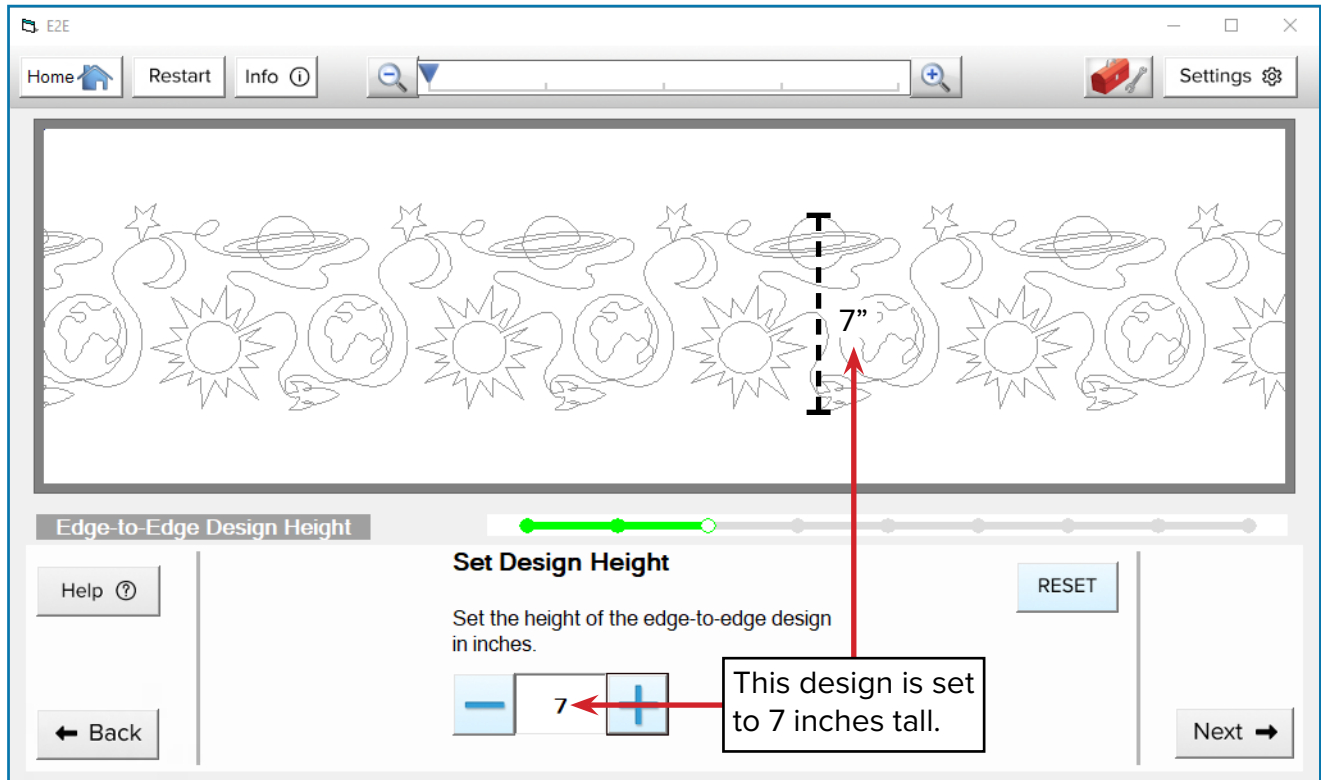 E2E
Home Restart Info Settings
7”
Edge-to-Edge Design Height
Set Design Height
Help
RESET
Set the height of the edge-to-edge design
in inches.
7
This design is set
to 7 inches tall.
Back
Next